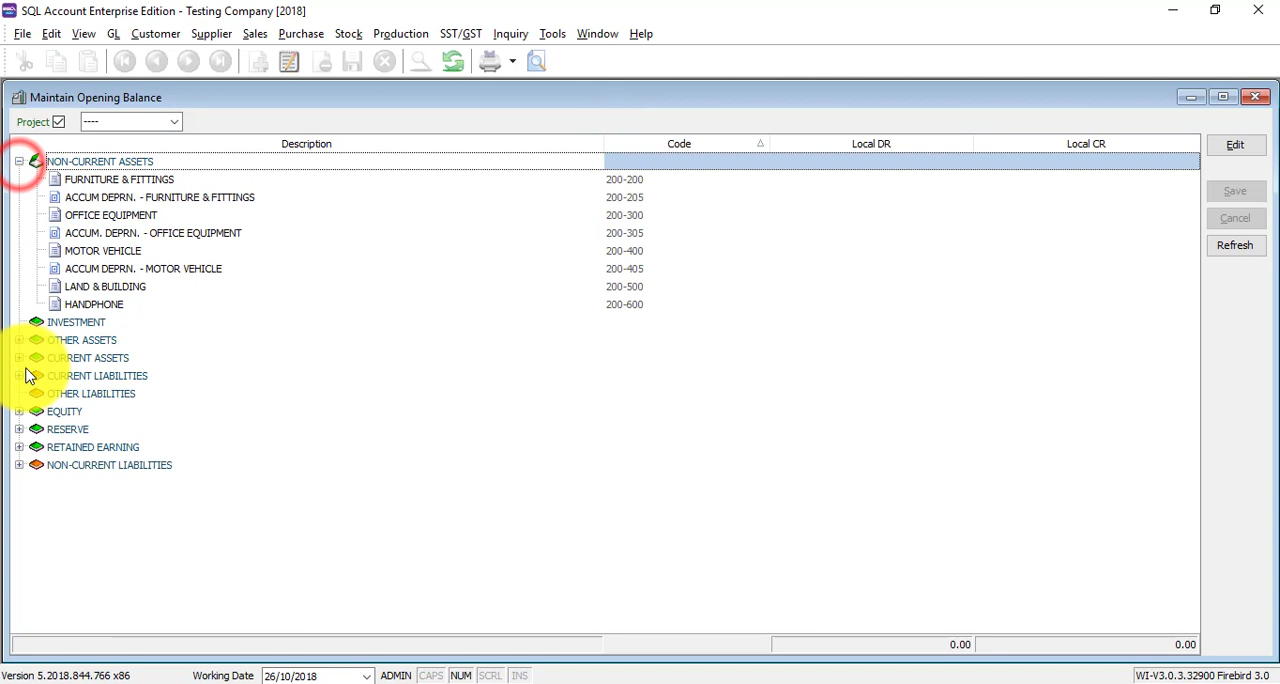 SQL Account Enterprise Edition - Testing Company [2018]
File Edit View GL Customer Supplier Sales Purchase Stock Production SST/GST Inquiry Tools Window Help
Maintain Opening Balance
Project ----
Description Code Local DR Local CR
NON-CURRENT ASSETS
FURNITURE & FITTINGS 200-200
ACCUM DEPRN. - FURNITURE & FITTINGS 200-205
OFFICE EQUIPMENT 200-300
ACCUM. DEPRN. - OFFICE EQUIPMENT 200-305
MOTOR VEHICLE 200-400
ACCUM DEPRN. - MOTOR VEHICLE 200-405
LAND & BUILDING 200-500
HANDPHONE 200-600
INVESTMENT
OTHER ASSETS
CURRENT ASSETS
CURRENT LIABILITIES
OTHER LIABILITIES
EQUITY
RESERVE
RETAINED EARNING
NON-CURRENT LIABILITIES
0.00 0.00
Edit
Save
Cancel
Refresh
Version 5.2018.844.766 x86 Working Date 26/10/2018 ADMIN CAPS NUM SCRL INS WI-V3.0.3.32900 Firebird 3.0